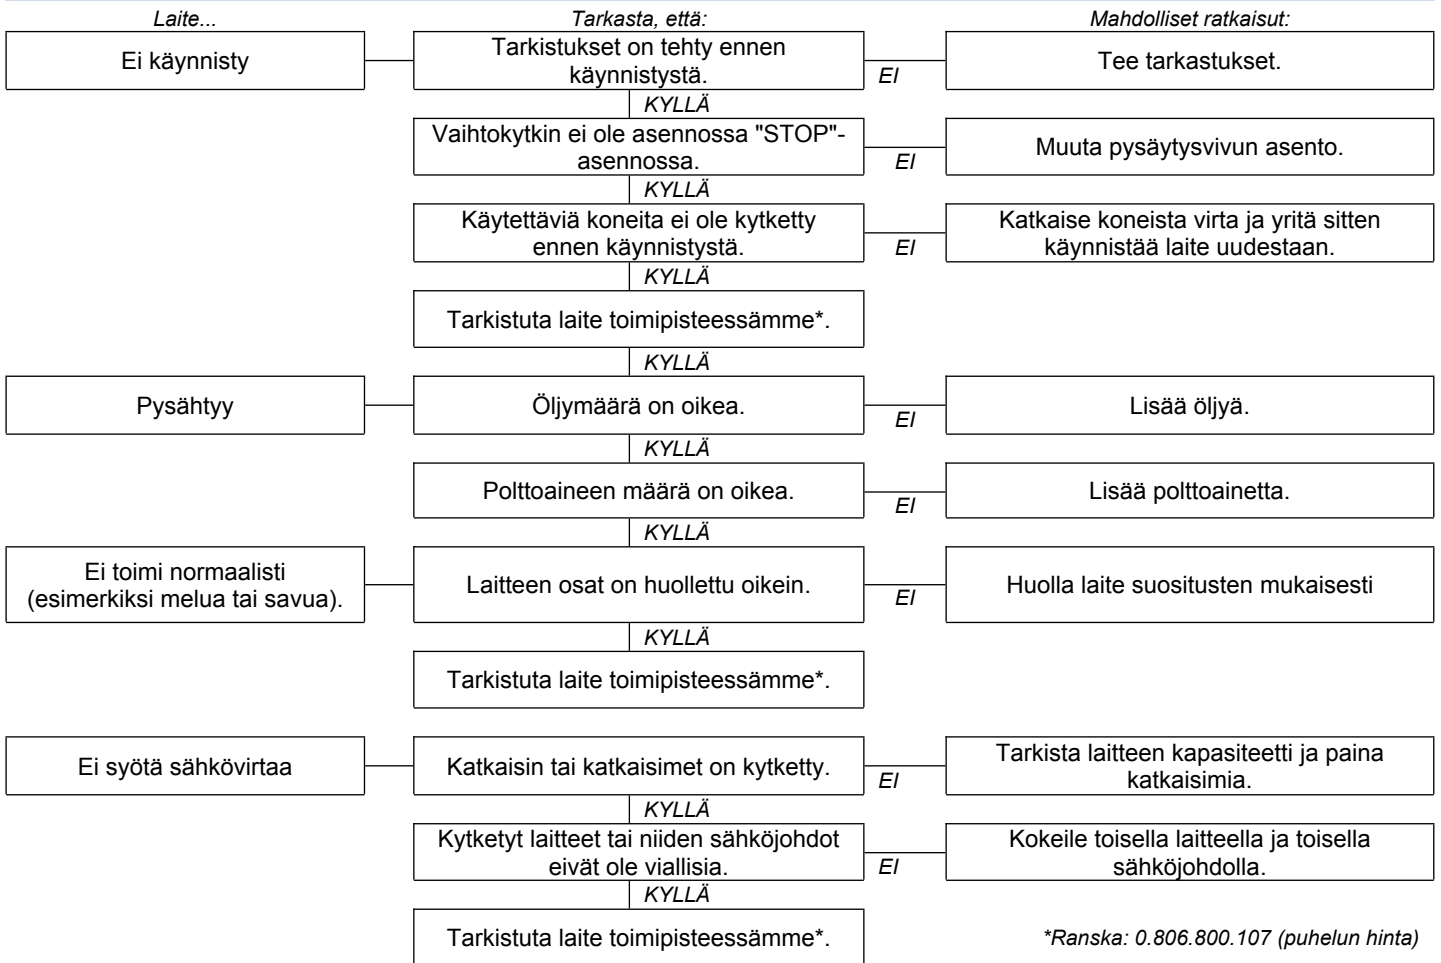 Laite...
Tarkasta, että:
Mahdolliset ratkaisut:
Ei käynnisty
Tarkistukset on tehty ennen
käynnistystä.
EI
Tee tarkastukset.
KYLLÄ
Vaihtokytkin ei ole asennossa "STOP"-
asennossa.
EI
Muuta pysäytysvivun asento.
KYLLÄ
Käytettäviä koneita ei ole kytketty
ennen käynnistystä.
EI
Katkaise koneista virta ja yritä sitten
käynnistää laite uudestaan.
KYLLÄ
Tarkistuta laite toimipisteessämme*.
KYLLÄ
Pysähtyy
Öljymäärä on oikea.
EI
Lisää öljyä.
KYLLÄ
Polttoaineen määrä on oikea.
EI
Lisää polttoainetta.
KYLLÄ
Ei toimi normaalisti
(esimerkiksi melua tai savua).
Laitteen osat on huollettu oikein.
EI
Huolla laite suositusten mukaisesti
KYLLÄ
Tarkistuta laite toimipisteessämme*.
Ei syötä sähkövirtaa
Katkaisin tai katkaisimet on kytketty.
EI
Tarkista laitteen kapasiteetti ja paina
katkaisimia.
KYLLÄ
Kytketyt laitteet tai niiden sähköjohdot
eivät ole viallisia.
EI
Kokeile toisella laitteella ja toisella
sähköjohdolla.
KYLLÄ
Tarkistuta laite toimipisteessämme*.
*Ranska: 0.806.800.107 (puhelun hinta)